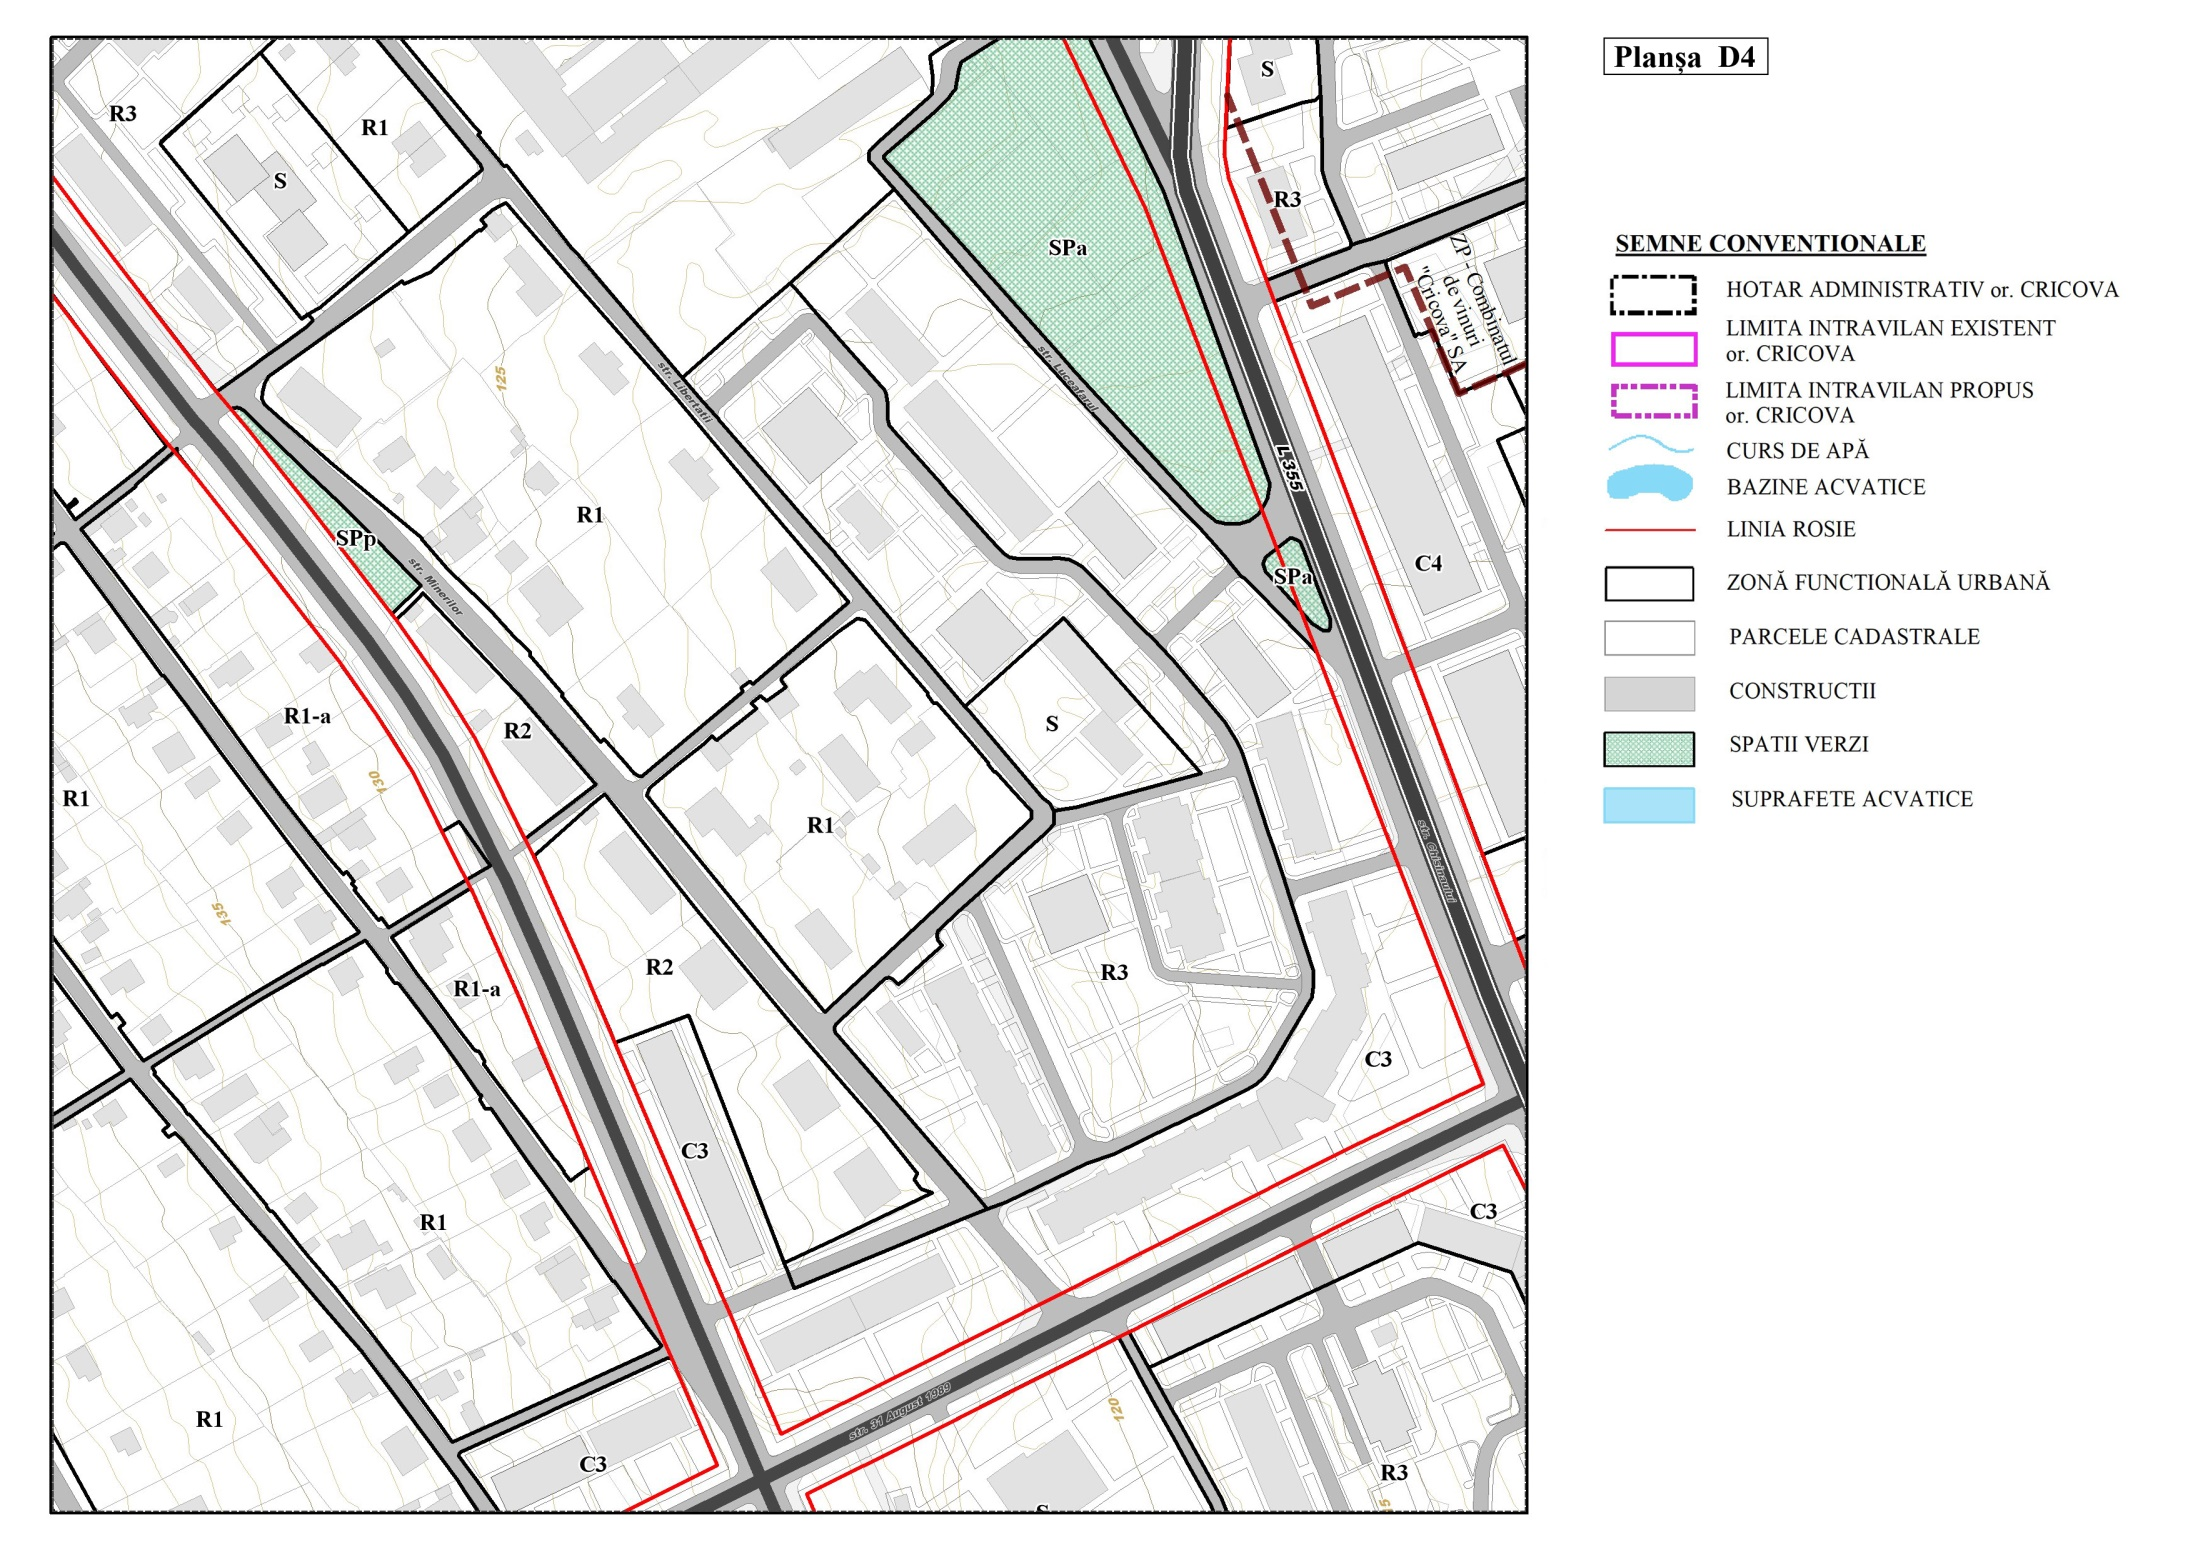 Planșa D4
SEMNE CONVENTIONALE
HOTAR ADMINISTRATIV or. CRICOVA
LIMITA INTRAVILAN EXISTENT
or. CRICOVA
LIMITA INTRAVILAN PROPUS
or. CRICOVA
CURS DE APĂ
BAZINE ACVATICE
LINIA ROSIE
ZONĂ FUNCTIONALĂ URBANĂ
PARCELE CADASTRALE
CONSTRUCTII
SPATII VERZI
SUPRAFETE ACVATICE
S
R3
R1
S
R3
SPa
ZP - Combinatul
de vinuri
"Cricova" SA
str. Luceafarul
125
str. Libertatii
L 355
R1
SPp
C4
SPa
str. Minerilor
R1-a
S
R2
130
R1
R1
str. Chisinaului
135
R2
R3
R1-a
C3
C3
R1
C3
str. 31 August 1989
120
R1
C3
R3
S